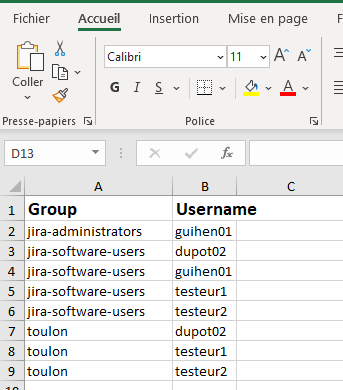 Fichier Accueil Insertion Mise en page F
Coller
Calibri 11 A A
G I S A
Presse-papiers Police
D13 fx
A B C
1 Group Username
2 jira-administrators guihen01
3 jira-software-users dupot02
4 jira-software-users guihen01
5 jira-software-users testeur1
6 jira-software-users testeur2
7 toulon dupot02
8 toulon testeur1
9 toulon testeur2